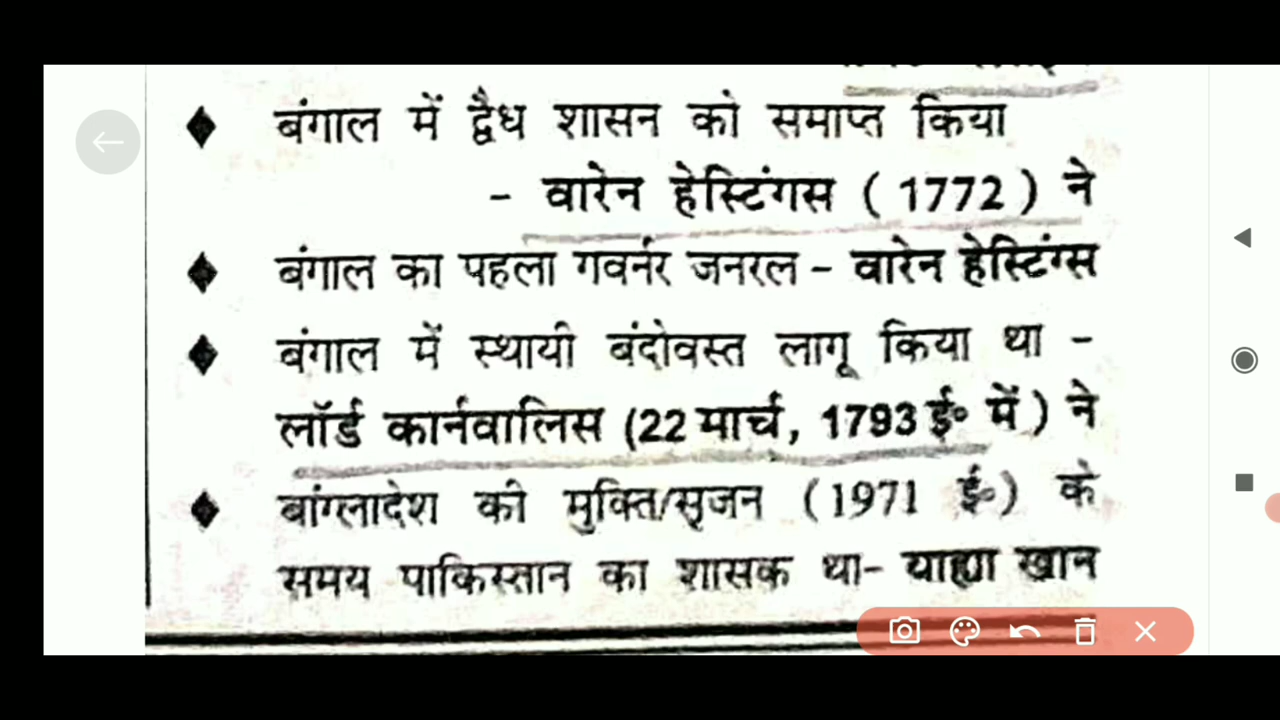 ♦ बंगाल में द्वैध शासन को समाप्त किया
- वारेन हेस्टिंगस ( 1772 ) ने
♦ बंगाल का पहला गवर्नर जनरल - वारेन हेस्टिंग्स
♦ बंगाल में स्थायी बंदोवस्त लागू किया था -
लॉर्ड कार्नवालिस (22 मार्च, 1793 ई॰ में ) ने
♦ बांग्लादेश की मुक्ति/सृजन (1971 ई॰) के
समय पाकिस्तान का शासक था- याह्या खान